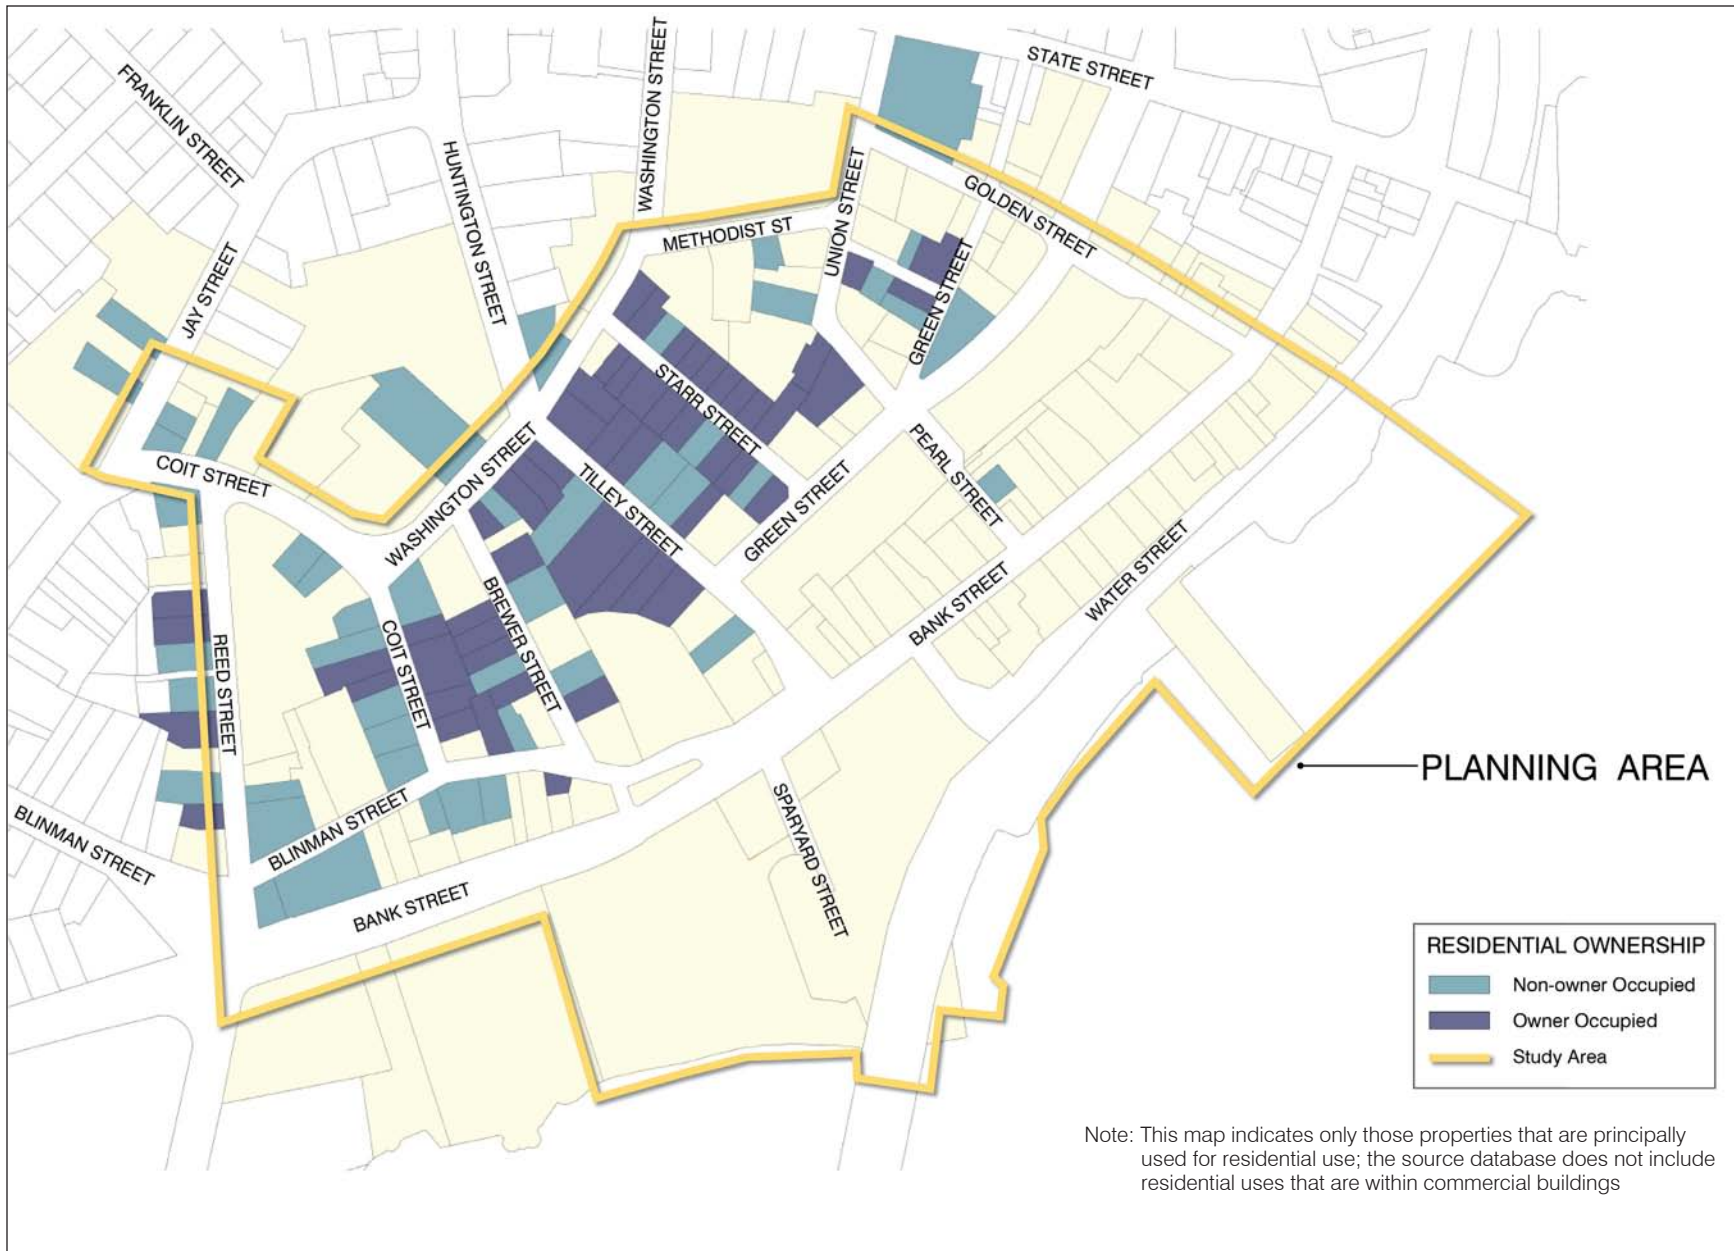 STATE STREET
FRANKLIN STREET
WASHINGTON STREET
HUNTINGTON STREET
UNION STREET
GOLDEN STREET
METHODIST ST
JAY STREET
GREEN STREET
STARR STREET
COIT STREET
WASHINGTON STREET
TILLEY STREET
GREEN STREET
PEARL STREET
WATER STREET
BANK STREET
BREWER STREET
COIT STREET
REED STREET
PLANNING AREA
BLINMAN STREET
BLINMAN STREET
SPARYARD STREET
BANK STREET
RESIDENTIAL OWNERSHIP
Non-owner Occupied
Owner Occupied
Study Area
Note: This map indicates only those properties that are principally
used for residential use; the source database does not include
residential uses that are within commercial buildings